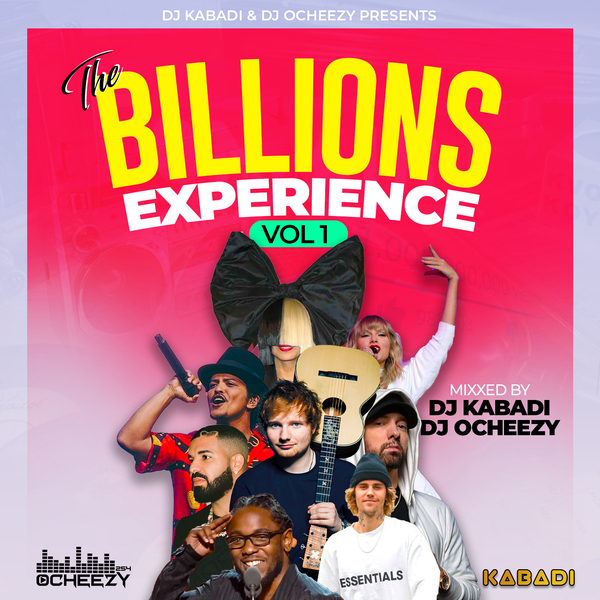 DJ KABADI & DJ OCHEEZY PRESENTS
The
BILLIONS
EXPERIENCE
VOL 1
MIXXED BY
DJ KABADI
DJ OCHEEZY
ESSENTIALS
254
OCHEEZY
KABADI